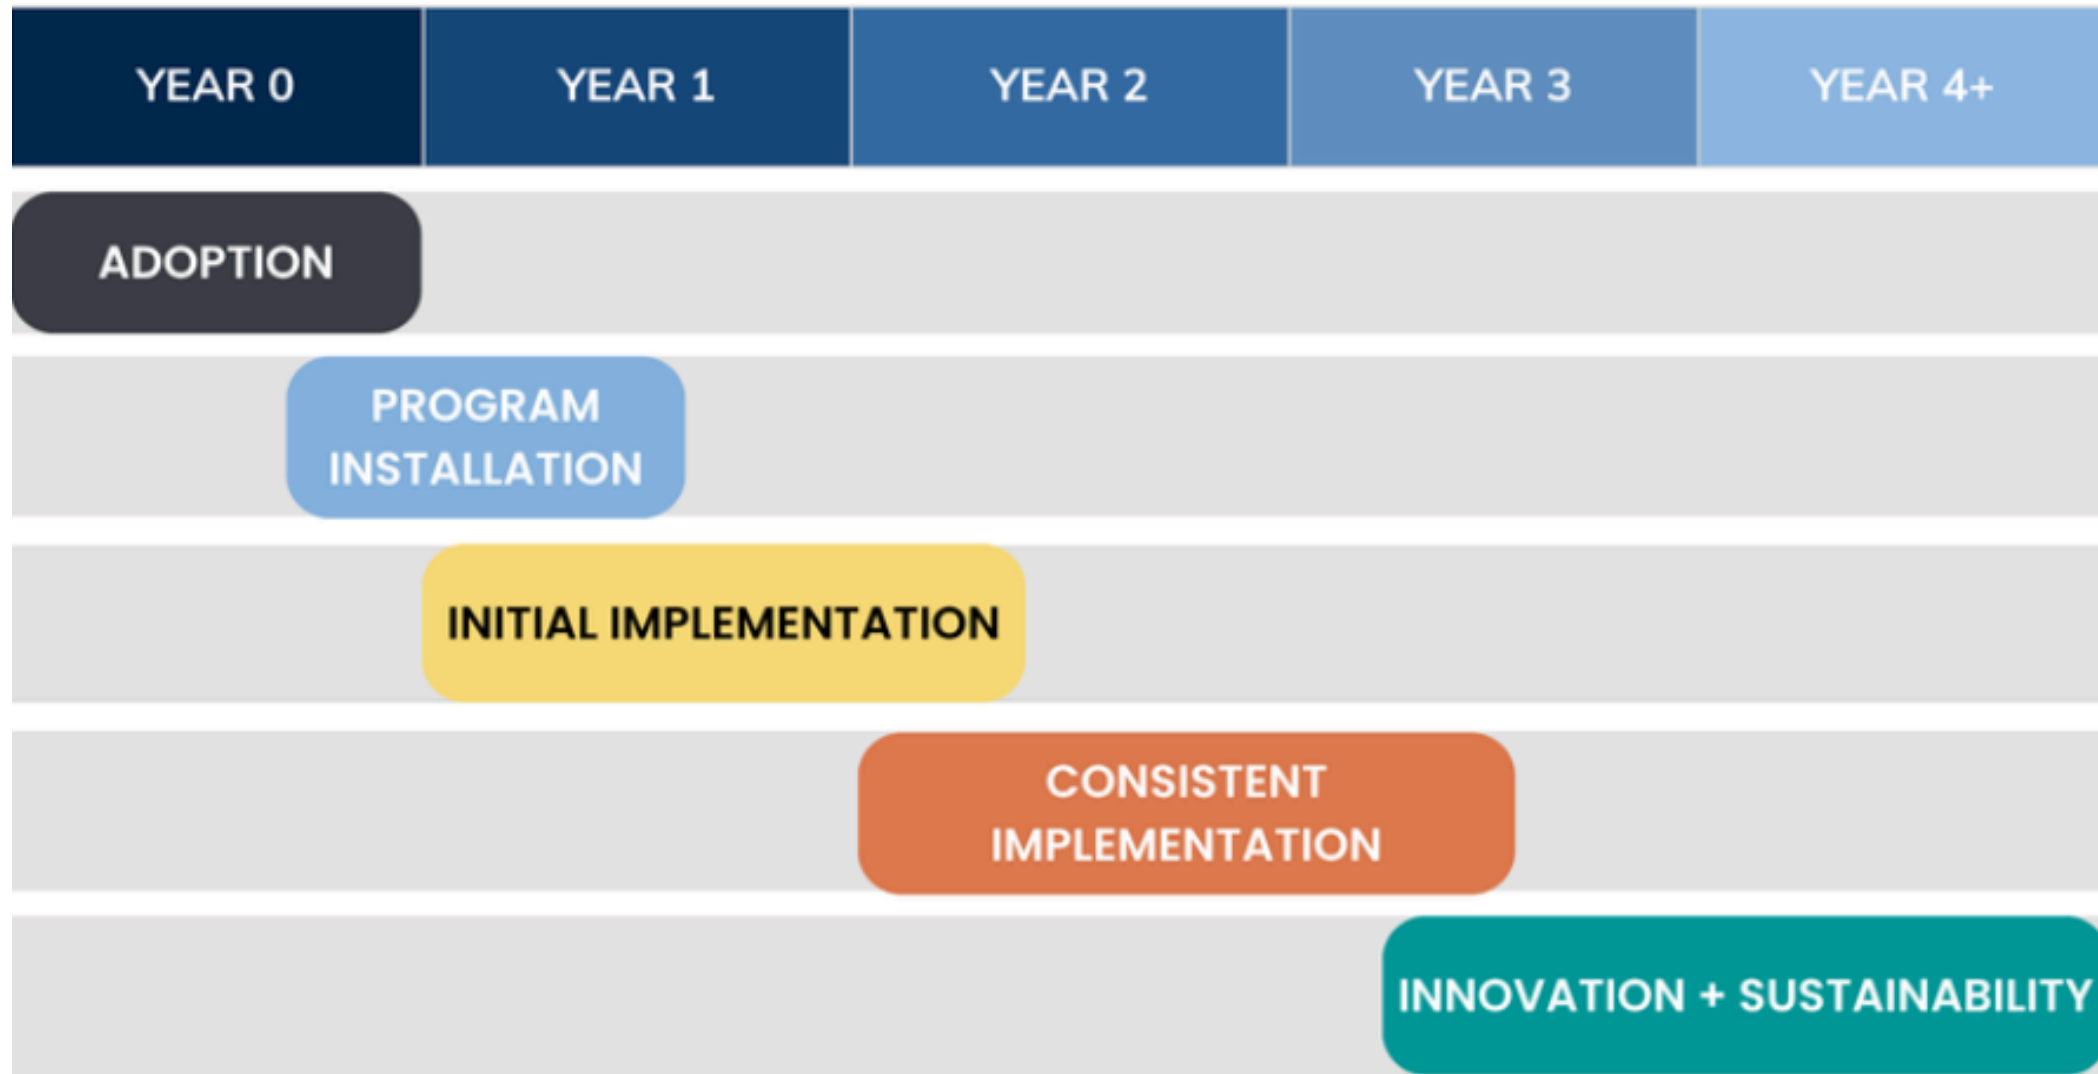 YEAR 0
YEAR 1
YEAR 2
YEAR 3
YEAR 4+
ADOPTION
PROGRAM
INSTALLATION
INITIAL IMPLEMENTATION
CONSISTENT
IMPLEMENTATION
INNOVATION + SUSTAINABILITY